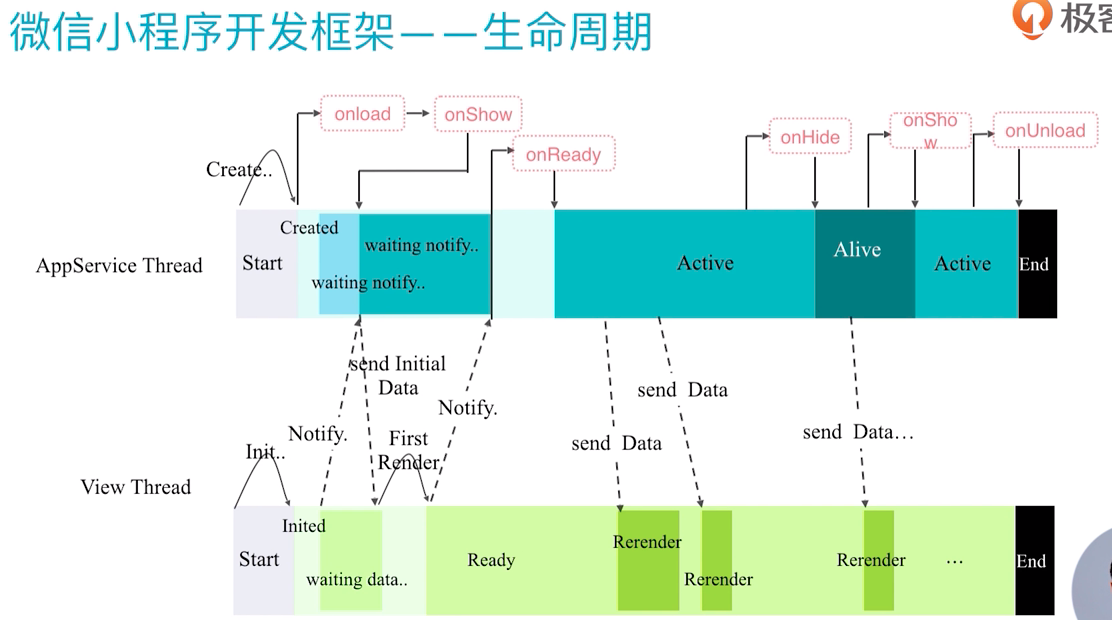 微信小程序开发框架——生命周期
极客
onload
onShow
onReady
onHide
onSho
w
onUnload
Create..
AppService Thread
Start
Created
waiting notify..
waiting notify..
Active
Alive
Active
End
send Initial
Data
Notify.
First
Render
Notify.
send Data
send Data
send Data...
Init..
View Thread
Start
Inited
waiting data..
Ready
Rerender
Rerender
Rerender
...
End